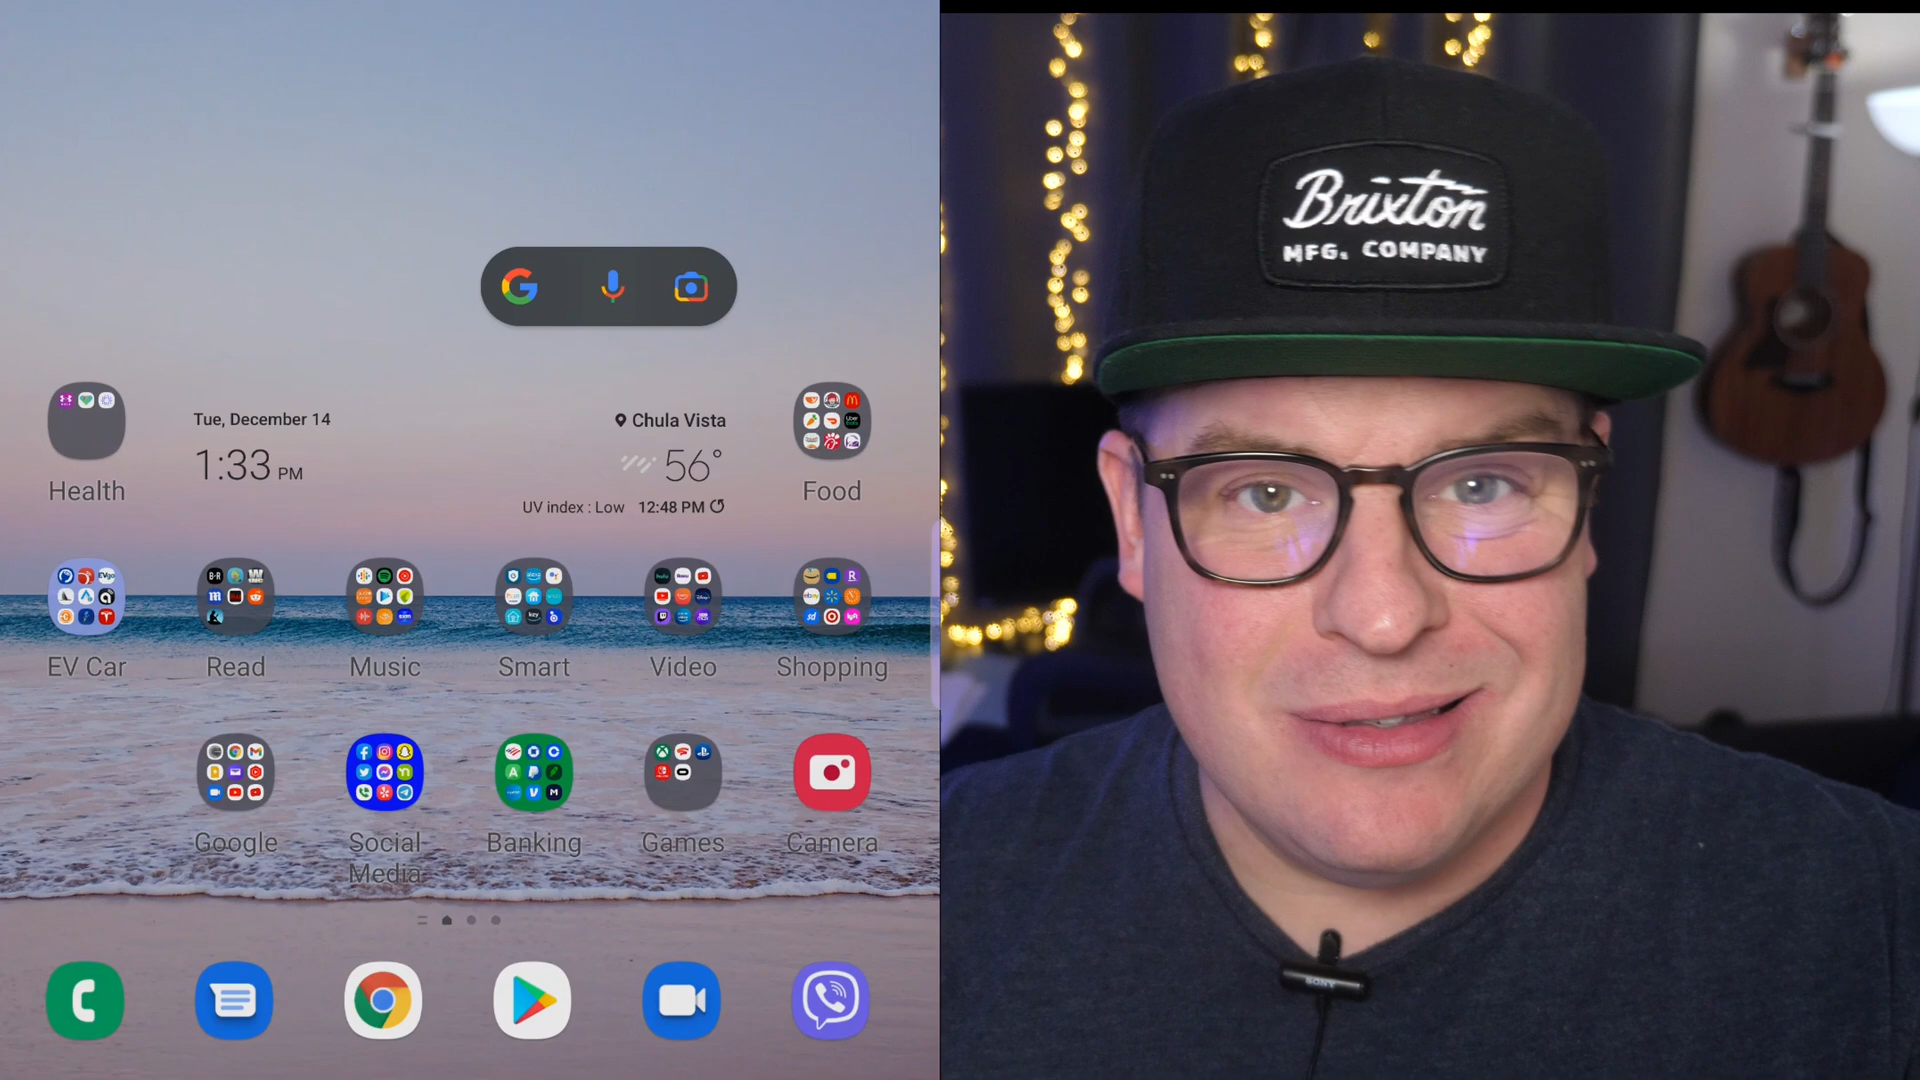 Tue, December 14
1:33 PM
Chula Vista
56°
UV index : Low 12:48 PM
Health
Food
EV Car
Read
Music
Smart
Video
Shopping
Google
Social
Media
Banking
Games
Camera
Brixton
MFG. COMPANY
SONY